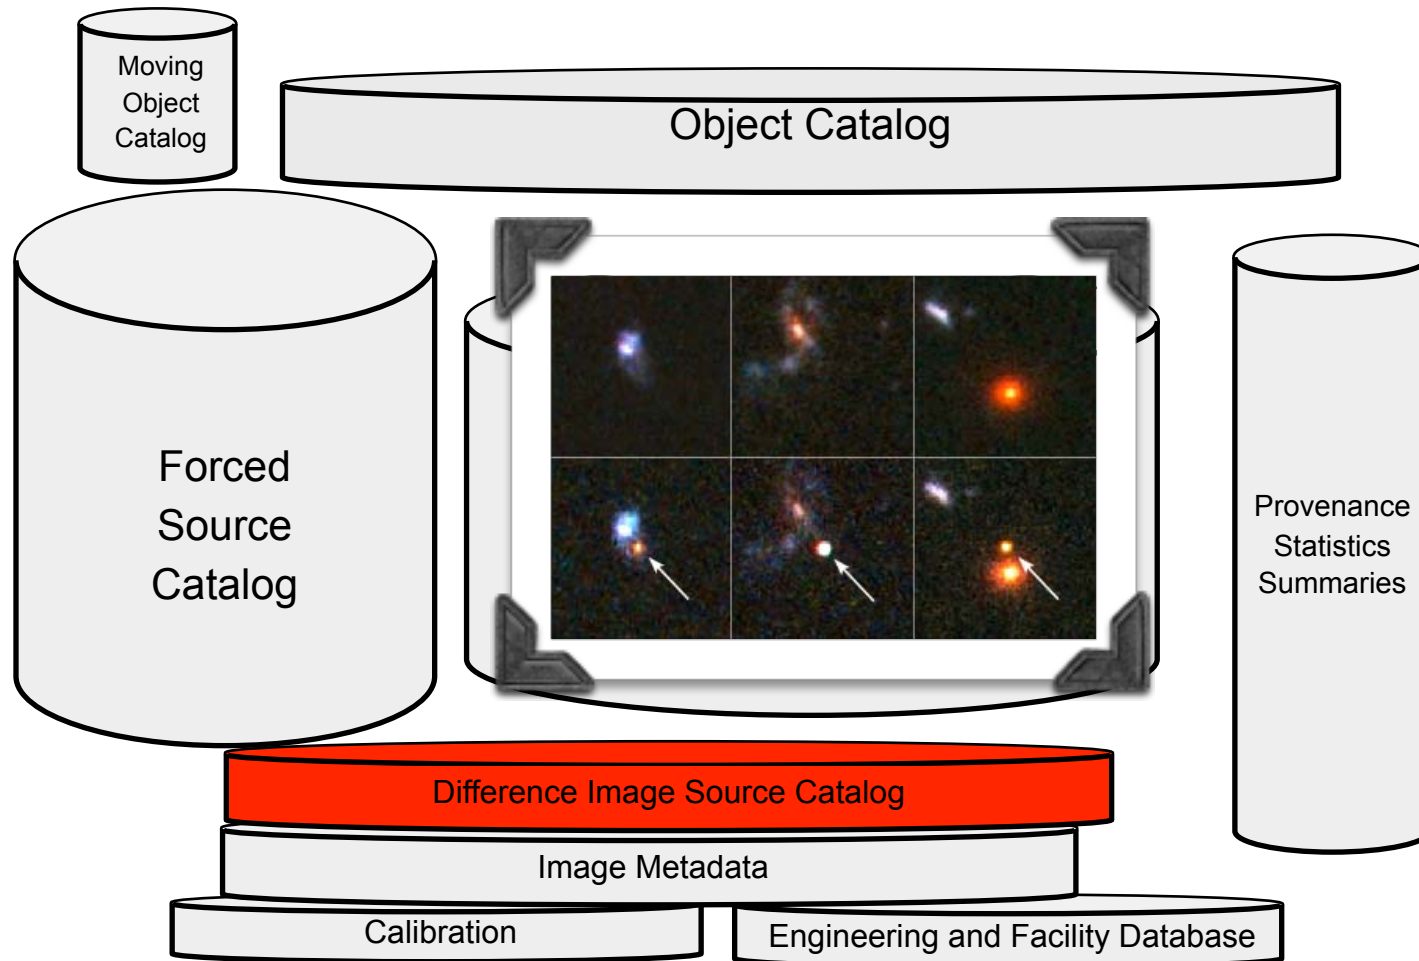 Moving
Object
Catalog
Object Catalog
Forced
Source
Catalog
Provenance
Statistics
Summaries
Difference Image Source Catalog
Image Metadata
Calibration
Engineering and Facility Database